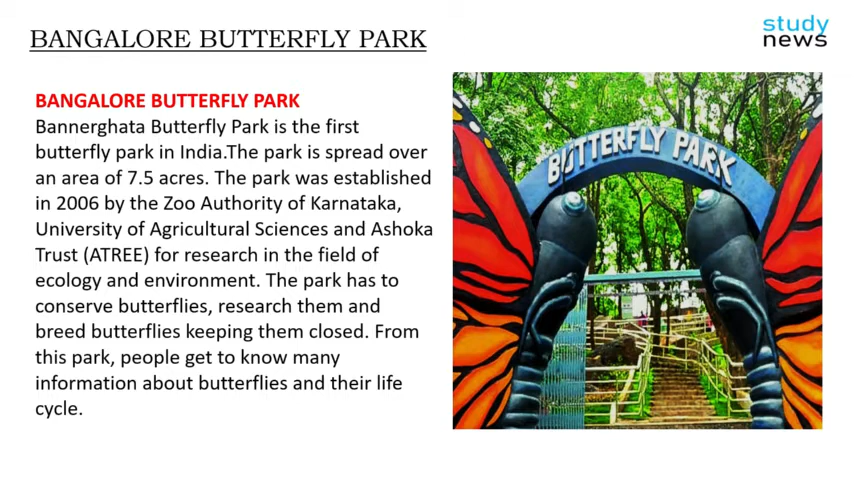 BANGALORE BUTTERFLY PARK
study
news
BANGALORE BUTTERFLY PARK
Bannerghata Butterfly Park is the first
butterfly park in India.The park is spread over
an area of 7.5 acres. The park was established
in 2006 by the Zoo Authority of Karnataka,
University of Agricultural Sciences and Ashoka
Trust (ATREE) for research in the field of
ecology and environment. The park has to
conserve butterflies, research them and
breed butterflies keeping them closed. From
this park, people get to know many
information about butterflies and their life
cycle.
BUTTERFLY PARK